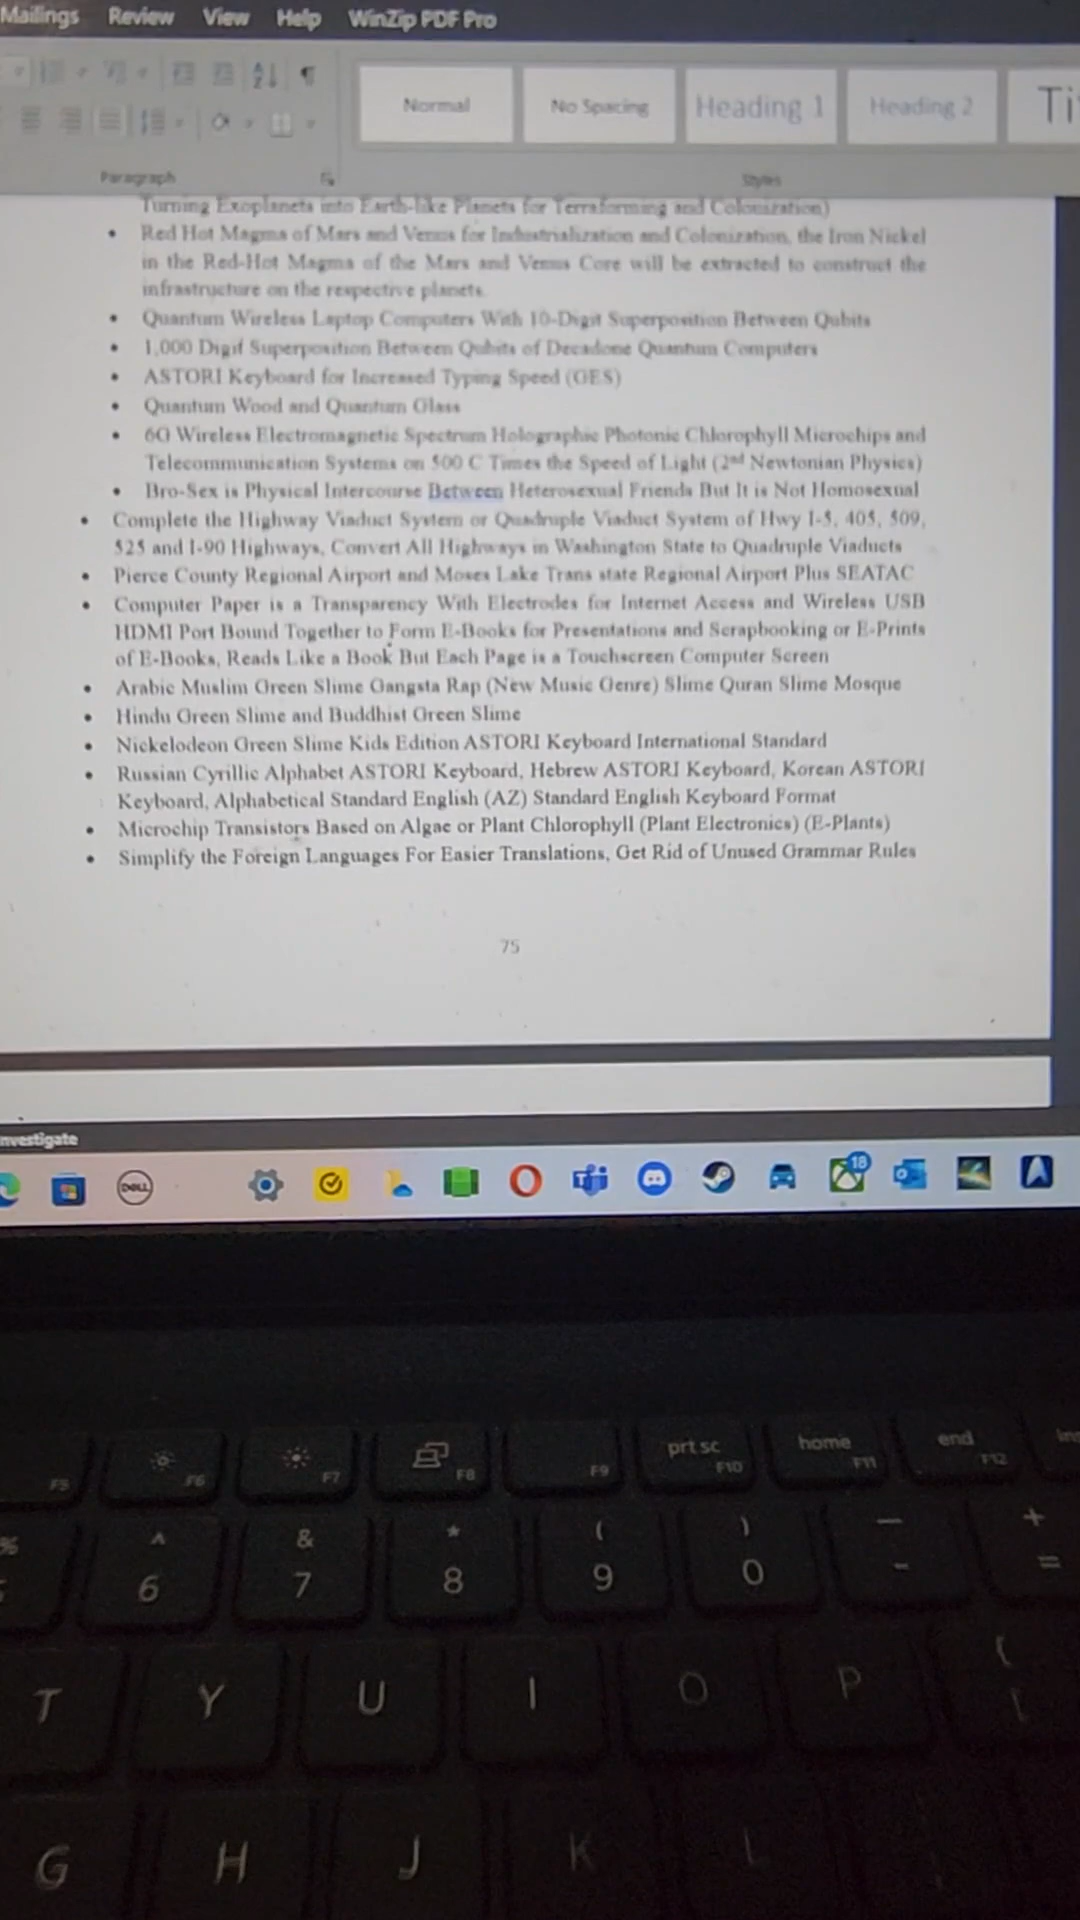 Mailings Review View Help WinZip PDF Pro
Normal No Spacing Heading 1 Heading 2 Ti
Paragraph Styles
Turning Exoplanets into Earth-like Planets for Terraforming and Colonization)
• Red Hot Magma of Mars and Venus for Industrialization and Colonization, the Iron Nickel
in the Red-Hot Magma of the Mars and Venus Core will be extracted to construct the
infrastructure on the respective planets.
• Quantum Wireless Laptop Computers With 10-Digit Superposition Between Qubits
• 1,000 Digit Superposition Between Qubits of Decadone Quantum Computers
• ASTORI Keyboard for Increased Typing Speed (GES)
• Quantum Wood and Quantum Glass
• 6G Wireless Electromagnetic Spectrum Holographic Photonic Chlorophyll Microchips and
Telecommunication Systems on 500 C Times the Speed of Light (2nd Newtonian Physics)
• Bro-Sex is Physical Intercourse Between Heterosexual Friends But It is Not Homosexual
• Complete the Highway Viaduct System or Quadruple Viaduct System of Hwy I-5, 405, 509,
525 and I-90 Highways, Convert All Highways in Washington State to Quadruple Viaducts
• Pierce County Regional Airport and Moses Lake Trans state Regional Airport Plus SEATAC
• Computer Paper is a Transparency With Electrodes for Internet Access and Wireless USB
HDMI Port Bound Together to Form E-Books for Presentations and Scrapbooking or E-Prints
of E-Books, Reads Like a Book But Each Page is a Touchscreen Computer Screen
• Arabic Muslim Green Slime Gangsta Rap (New Music Genre) Slime Quran Slime Mosque
• Hindu Green Slime and Buddhist Green Slime
• Nickelodeon Green Slime Kids Edition ASTORI Keyboard International Standard
• Russian Cyrillic Alphabet ASTORI Keyboard, Hebrew ASTORI Keyboard, Korean ASTORI
Keyboard, Alphabetical Standard English (AZ) Standard English Keyboard Format
• Microchip Transistors Based on Algae or Plant Chlorophyll (Plant Electronics) (E-Plants)
• Simplify the Foreign Languages For Easier Translations, Get Rid of Unused Grammar Rules
75
nvestigate
DELL 18
prt sc home end ins
F5 F6 F7 F8 F9 F10 F11 F12
% ^ & * ( ) — +
6 7 8 9 0 - =
T Y U I O P { [
G H J K L